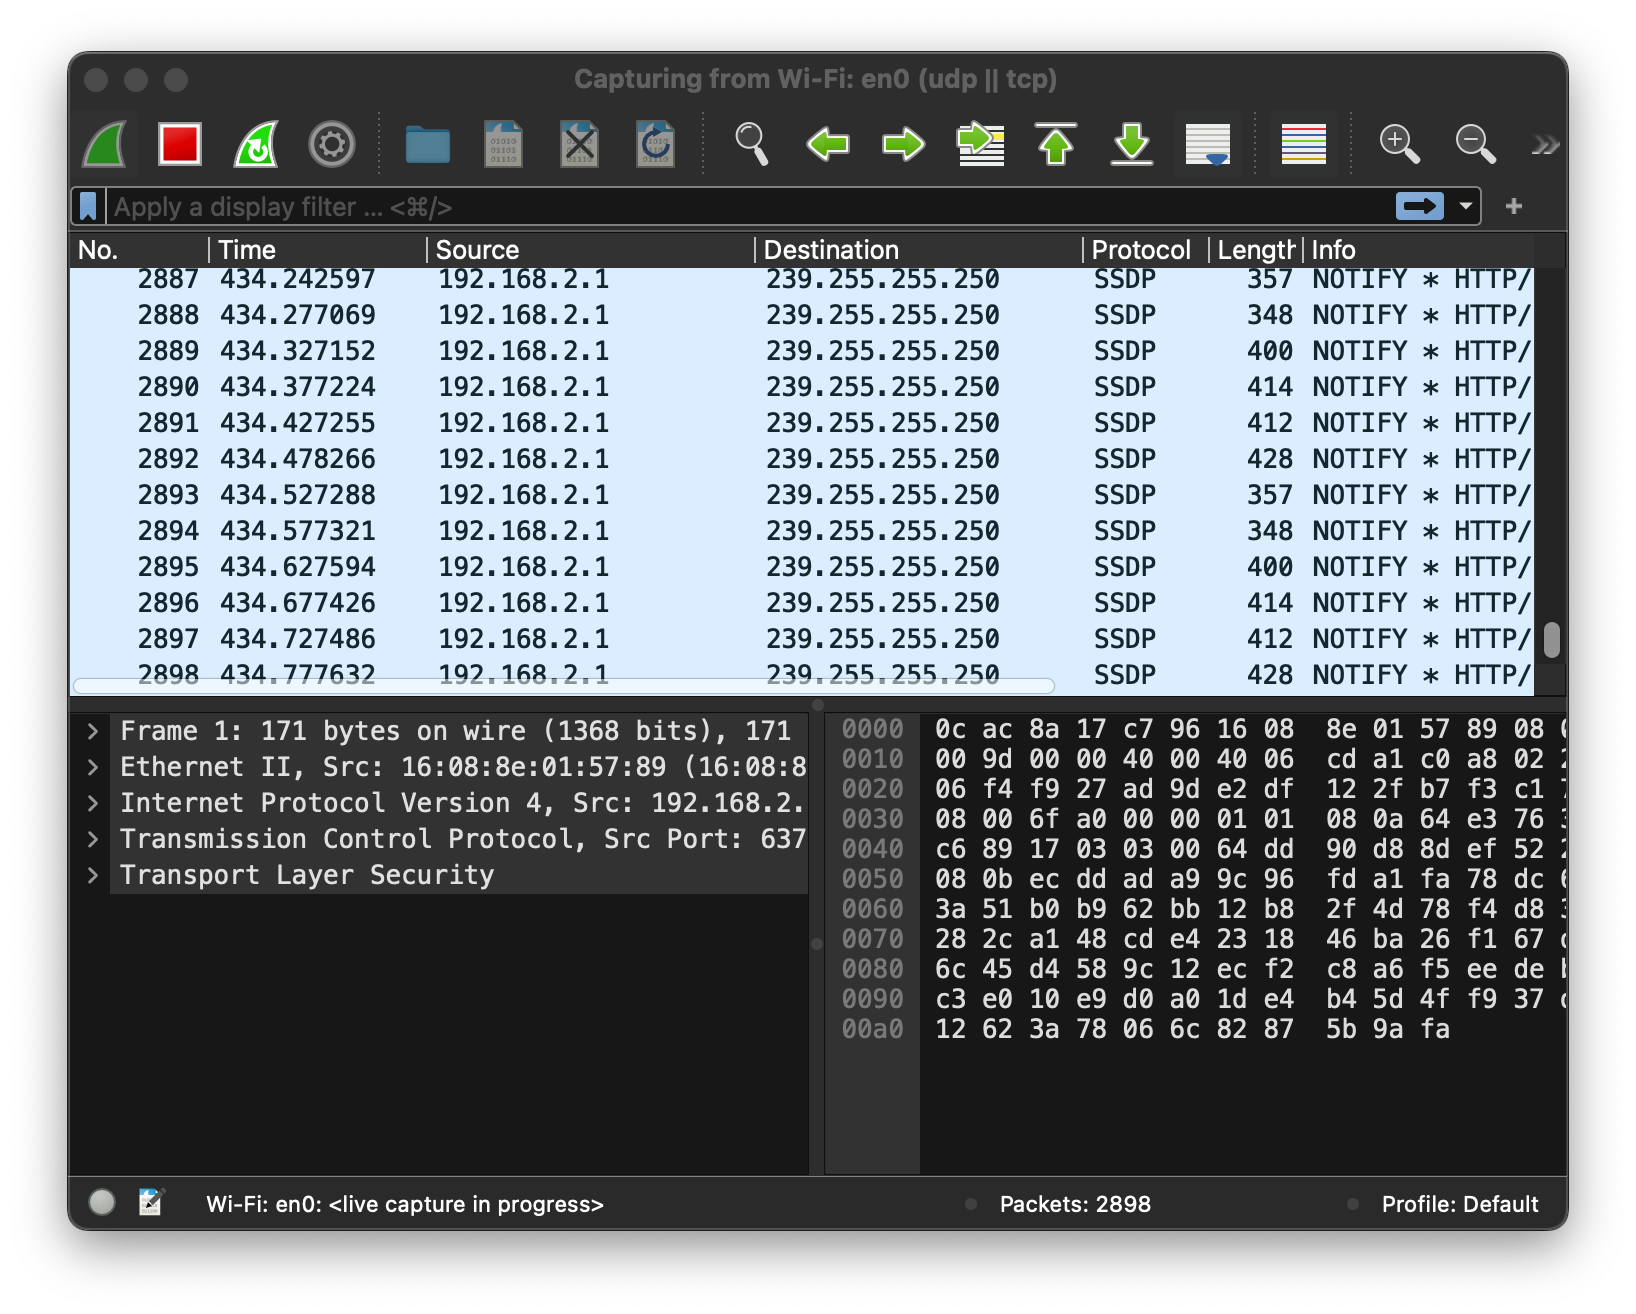 Capturing from Wi-Fi: en0 (udp || tcp)
Apply a display filter ... <⌘/>
No. Time Source Destination Protocol Length Info
2887 434.242597 192.168.2.1 239.255.255.250 SSDP 357 NOTIFY * HTTP/
2888 434.277069 192.168.2.1 239.255.255.250 SSDP 348 NOTIFY * HTTP/
2889 434.327152 192.168.2.1 239.255.255.250 SSDP 400 NOTIFY * HTTP/
2890 434.377224 192.168.2.1 239.255.255.250 SSDP 414 NOTIFY * HTTP/
2891 434.427255 192.168.2.1 239.255.255.250 SSDP 412 NOTIFY * HTTP/
2892 434.478266 192.168.2.1 239.255.255.250 SSDP 428 NOTIFY * HTTP/
2893 434.527288 192.168.2.1 239.255.255.250 SSDP 357 NOTIFY * HTTP/
2894 434.577321 192.168.2.1 239.255.255.250 SSDP 348 NOTIFY * HTTP/
2895 434.627594 192.168.2.1 239.255.255.250 SSDP 400 NOTIFY * HTTP/
2896 434.677426 192.168.2.1 239.255.255.250 SSDP 414 NOTIFY * HTTP/
2897 434.727486 192.168.2.1 239.255.255.250 SSDP 412 NOTIFY * HTTP/
2898 434.777632 192.168.2.1 239.255.255.250 SSDP 428 NOTIFY * HTTP/
Frame 1: 171 bytes on wire (1368 bits), 171
Ethernet II, Src: 16:08:8e:01:57:89 (16:08:8
Internet Protocol Version 4, Src: 192.168.2.
Transmission Control Protocol, Src Port: 637
Transport Layer Security
0000 0c ac 8a 17 c7 96 16 08 8e 01 57 89 08
0010 00 9d 00 00 40 00 40 06 cd a1 c0 a8 02
0020 06 f4 f9 27 ad 9d e2 df 12 2f b7 f3 c1
0030 08 00 6f a0 00 00 01 01 08 0a 64 e3 76
0040 c6 89 17 03 03 00 64 dd 90 d8 8d ef 52
0050 08 0b ec dd ad a9 9c 96 fd a1 fa 78 dc
0060 3a 51 b0 b9 62 bb 12 b8 2f 4d 78 f4 d8
0070 28 2c a1 48 cd e4 23 18 46 ba 26 f1 67
0080 6c 45 d4 58 9c 12 ec f2 c8 a6 f5 ee de
0090 c3 e0 10 e9 d0 a0 1d e4 b4 5d 4f f9 37
00a0 12 62 3a 78 06 6c 82 87 5b 9a fa
Wi-Fi: en0: <live capture in progress>
Packets: 2898
Profile: Default